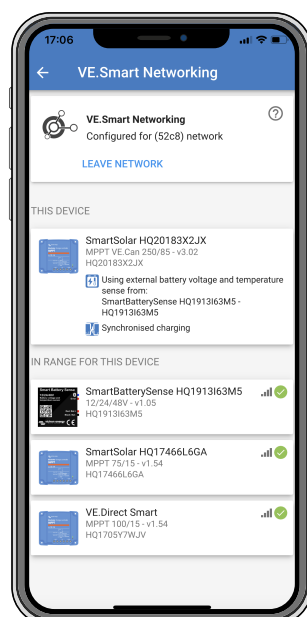 17:06
VE.Smart Networking
VE.Smart Networking
Configured for (52c8) network
LEAVE NETWORK
THIS DEVICE
SmartSolar HQ20183X2JX
MPPT VE.Can 250/85 - v3.02
HQ20183X2JX
Using external battery voltage and temperature
sense from:
SmartBatterySense HQ1913I63M5 -
HQ1913I63M5
Synchronised charging
IN RANGE FOR THIS DEVICE
Smart Battery Sense
SmartBatterySense HQ1913I63M5
12/24/48V - v1.05
HQ1913I63M5
SmartSolar HQ17466L6GA
MPPT 75/15 - v1.54
HQ17466L6GA
VE.Direct Smart
MPPT 100/15 - v1.54
HQ1705Y7WJV